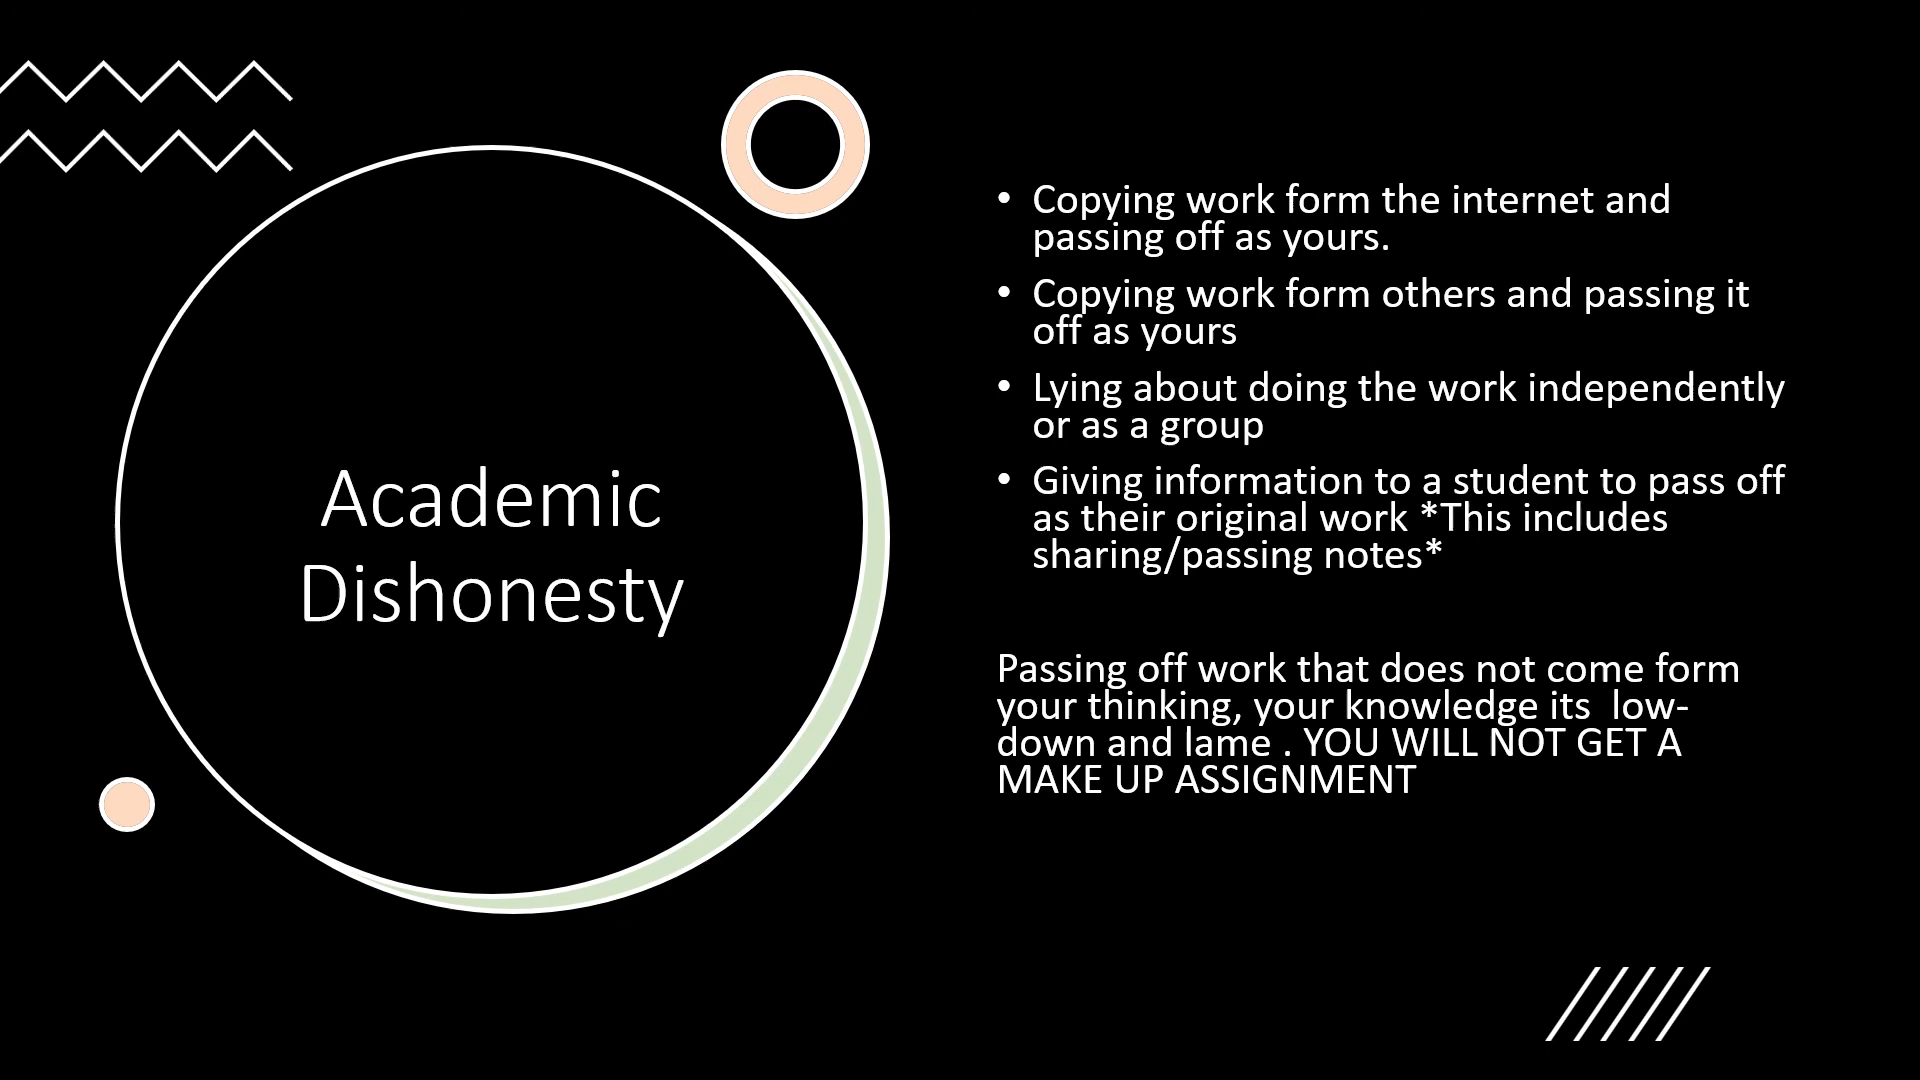 Academic
Dishonesty
• Copying work form the internet and
passing off as yours.
• Copying work form others and passing it
off as yours
• Lying about doing the work independently
or as a group
• Giving information to a student to pass off
as their original work *This includes
sharing/passing notes*
Passing off work that does not come form
your thinking, your knowledge its  low-
down and lame . YOU WILL NOT GET A
MAKE UP ASSIGNMENT